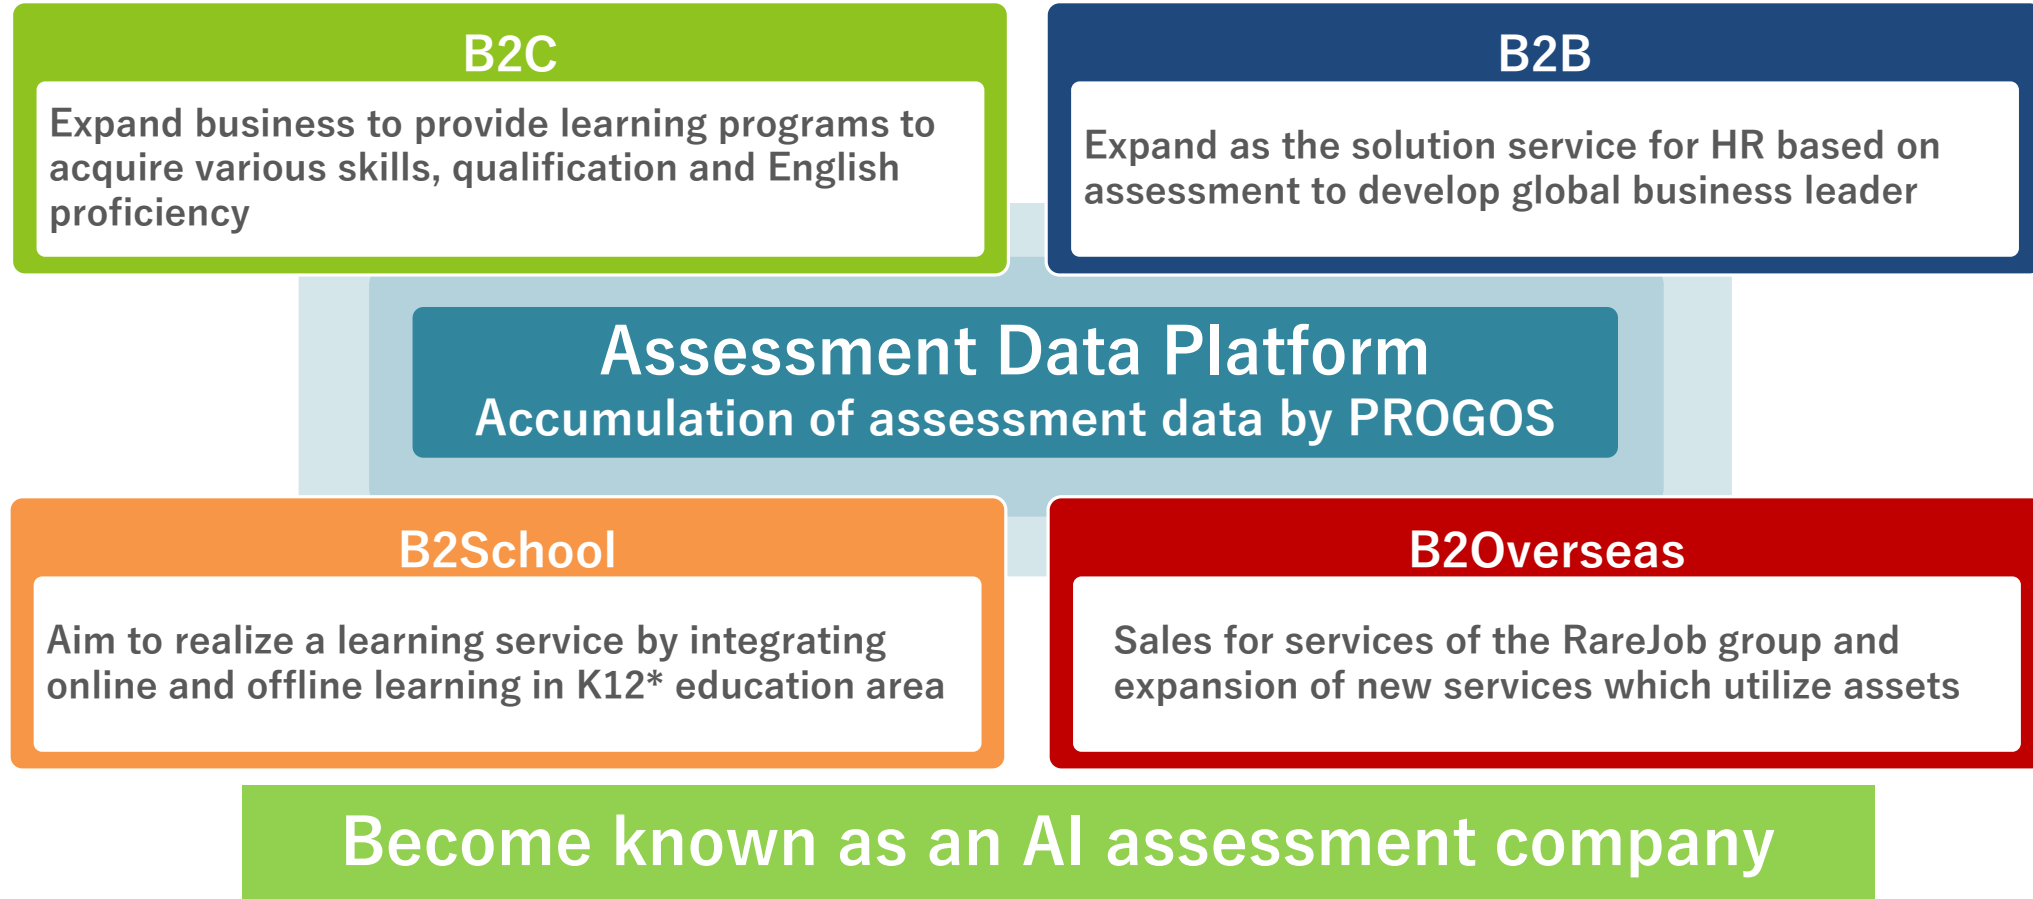 B2C
Expand business to provide learning programs to
acquire various skills, qualification and English
proficiency
B2B
Expand as the solution service for HR based on
assessment to develop global business leader
Assessment Data Platform
Accumulation of assessment data by PROGOS
B2School
Aim to realize a learning service by integrating
online and offline learning in K12* education area
B2Overseas
Sales for services of the RareJob group and
expansion of new services which utilize assets
Become known as an AI assessment company